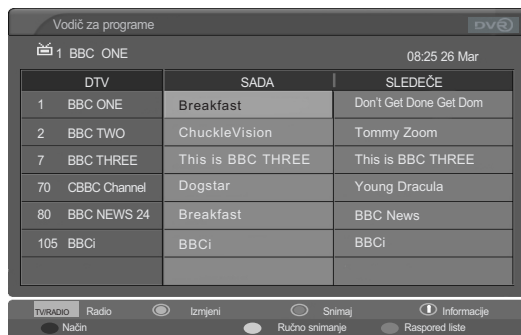 Vodič za programe DVR
1 BBC ONE
08:25 26 Mar
DTV SADA SLEDEČE
1 BBC ONE Breakfast Don't Get Done Get Dom
2 BBC TWO ChuckleVision Tommy Zoom
7 BBC THREE This is BBC THREE This is BBC THREE
70 CBBC Channel Dogstar Young Dracula
80 BBC NEWS 24 Breakfast BBC News
105 BBCi BBCi BBCi
TV/RADIO Radio Izmjeni Snimaj Informacije
Način Ručno snimanje Raspored liste